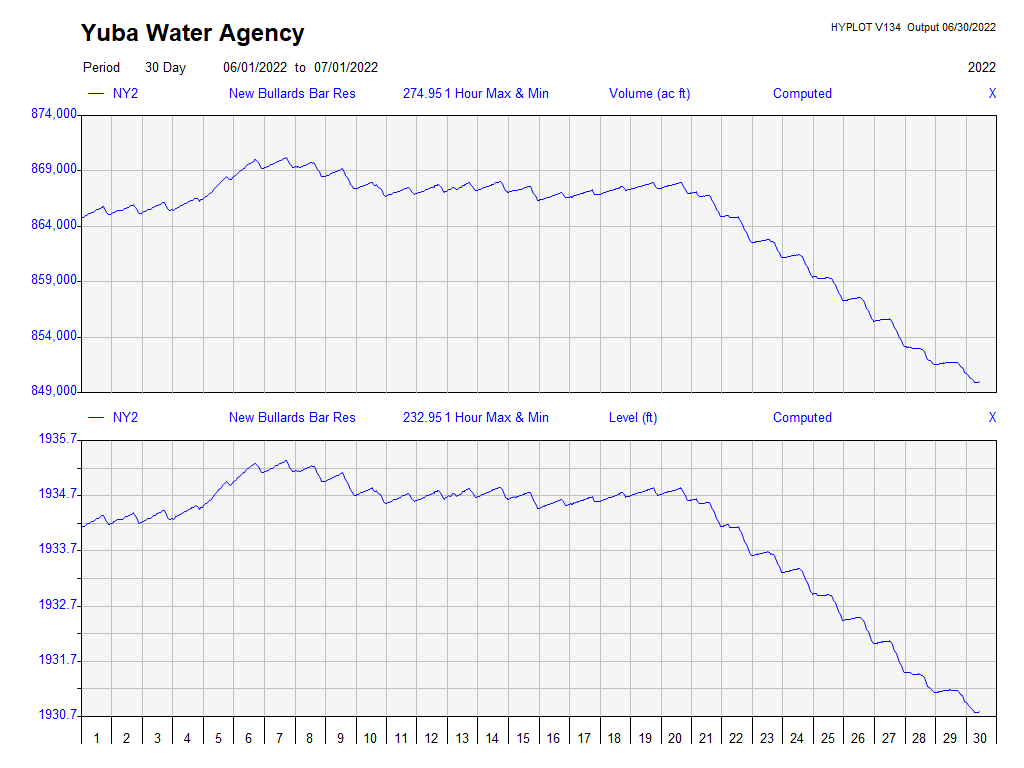 Yuba Water Agency
HYPLOT V134 Output 06/30/2022
Period 30 Day 06/01/2022 to 07/01/2022 2022
NY2 New Bullards Bar Res 274.95 1 Hour Max & Min Volume (ac ft) Computed X
874,000
869,000
864,000
859,000
854,000
849,000
NY2 New Bullards Bar Res 232.95 1 Hour Max & Min Level (ft) Computed X
1935.7
1934.7
1933.7
1932.7
1931.7
1930.7
1 2 3 4 5 6 7 8 9 10 11 12 13 14 15 16 17 18 19 20 21 22 23 24 25 26 27 28 29 30